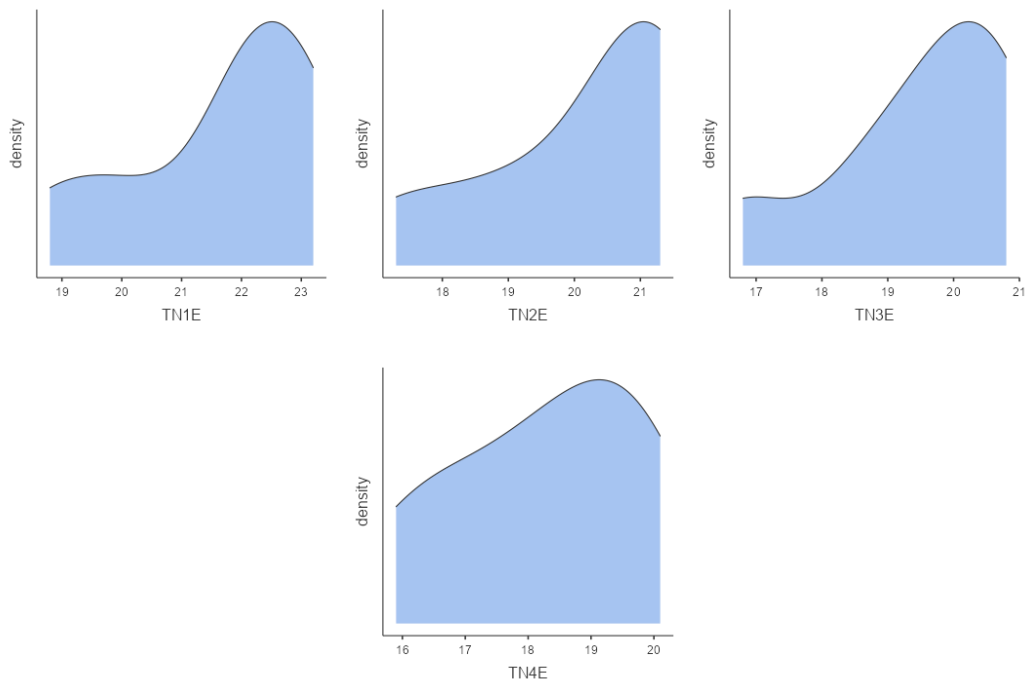 density
19 20 21 22 23
TN1E
density
18 19 20 21
TN2E
density
17 18 19 20 21
TN3E
density
16 17 18 19 20
TN4E